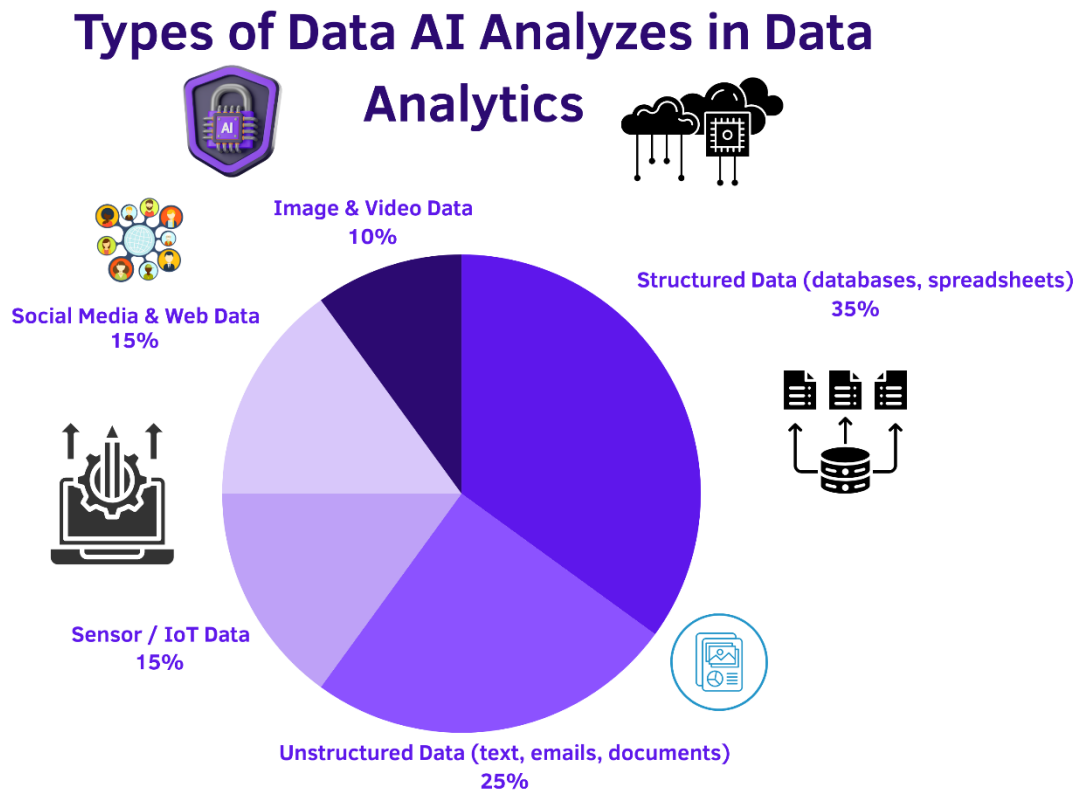 Types of Data AI Analyzes in Data
Analytics
AI
Image & Video Data
10%
Structured Data (databases, spreadsheets)
35%
Social Media & Web Data
15%
Sensor / IoT Data
15%
Unstructured Data (text, emails, documents)
25%